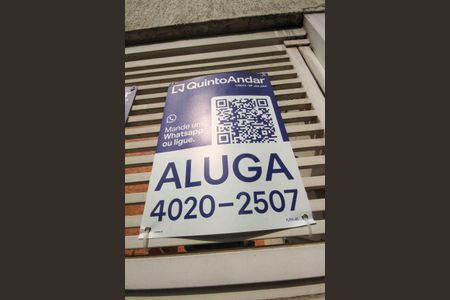 QuintoAndar
Mande um
Whatsapp
ou ligue.
ALUGA
4020-2507